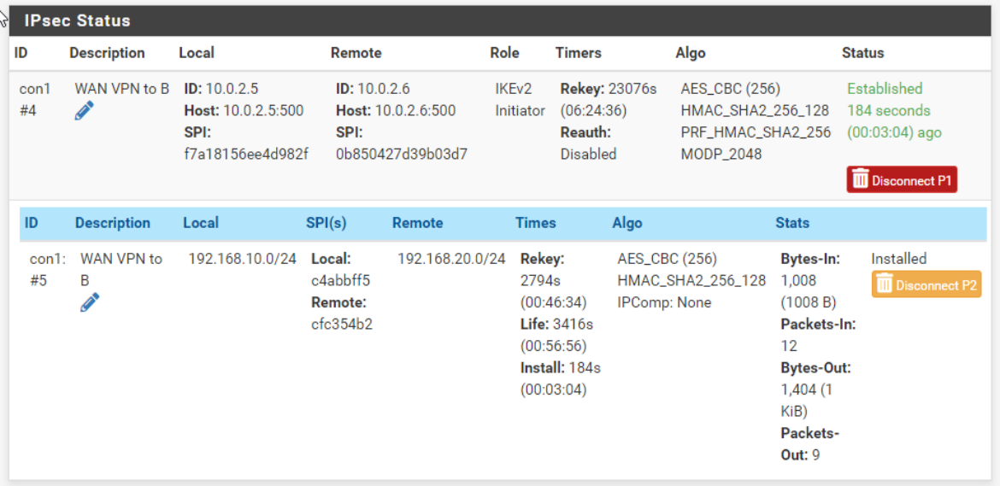 IPsec Status
ID Description Local Remote Role Timers Algo Status
con1 WAN VPN to B ID: 10.0.2.5 ID: 10.0.2.6 IKEv2 Rekey: 23076s AES_CBC (256) Established
#4 Host: 10.0.2.5:500 Host: 10.0.2.6:500 Initiator (06:24:36) HMAC_SHA2_256_128 184 seconds
SPI: SPI: Reauth: PRF_HMAC_SHA2_256 (00:03:04) ago
f7a18156ee4d982f 0b850427d39b03d7 Disabled MODP_2048
Disconnect P1
ID Description Local SPI(s) Remote Times Algo Stats
con1: WAN VPN to 192.168.10.0/24 Local: 192.168.20.0/24 Rekey: AES_CBC (256) Bytes-In: Installed
#5 B c4abbff5 2794s HMAC_SHA2_256_128 1,008 Disconnect P2
Remote: (00:46:34) IPComp: None (1008 B)
cfc354b2 Life: 3416s Packets-In:
(00:56:56) 12
Install: 184s Bytes-Out:
(00:03:04) 1,404 (1
KiB)
Packets-
Out: 9